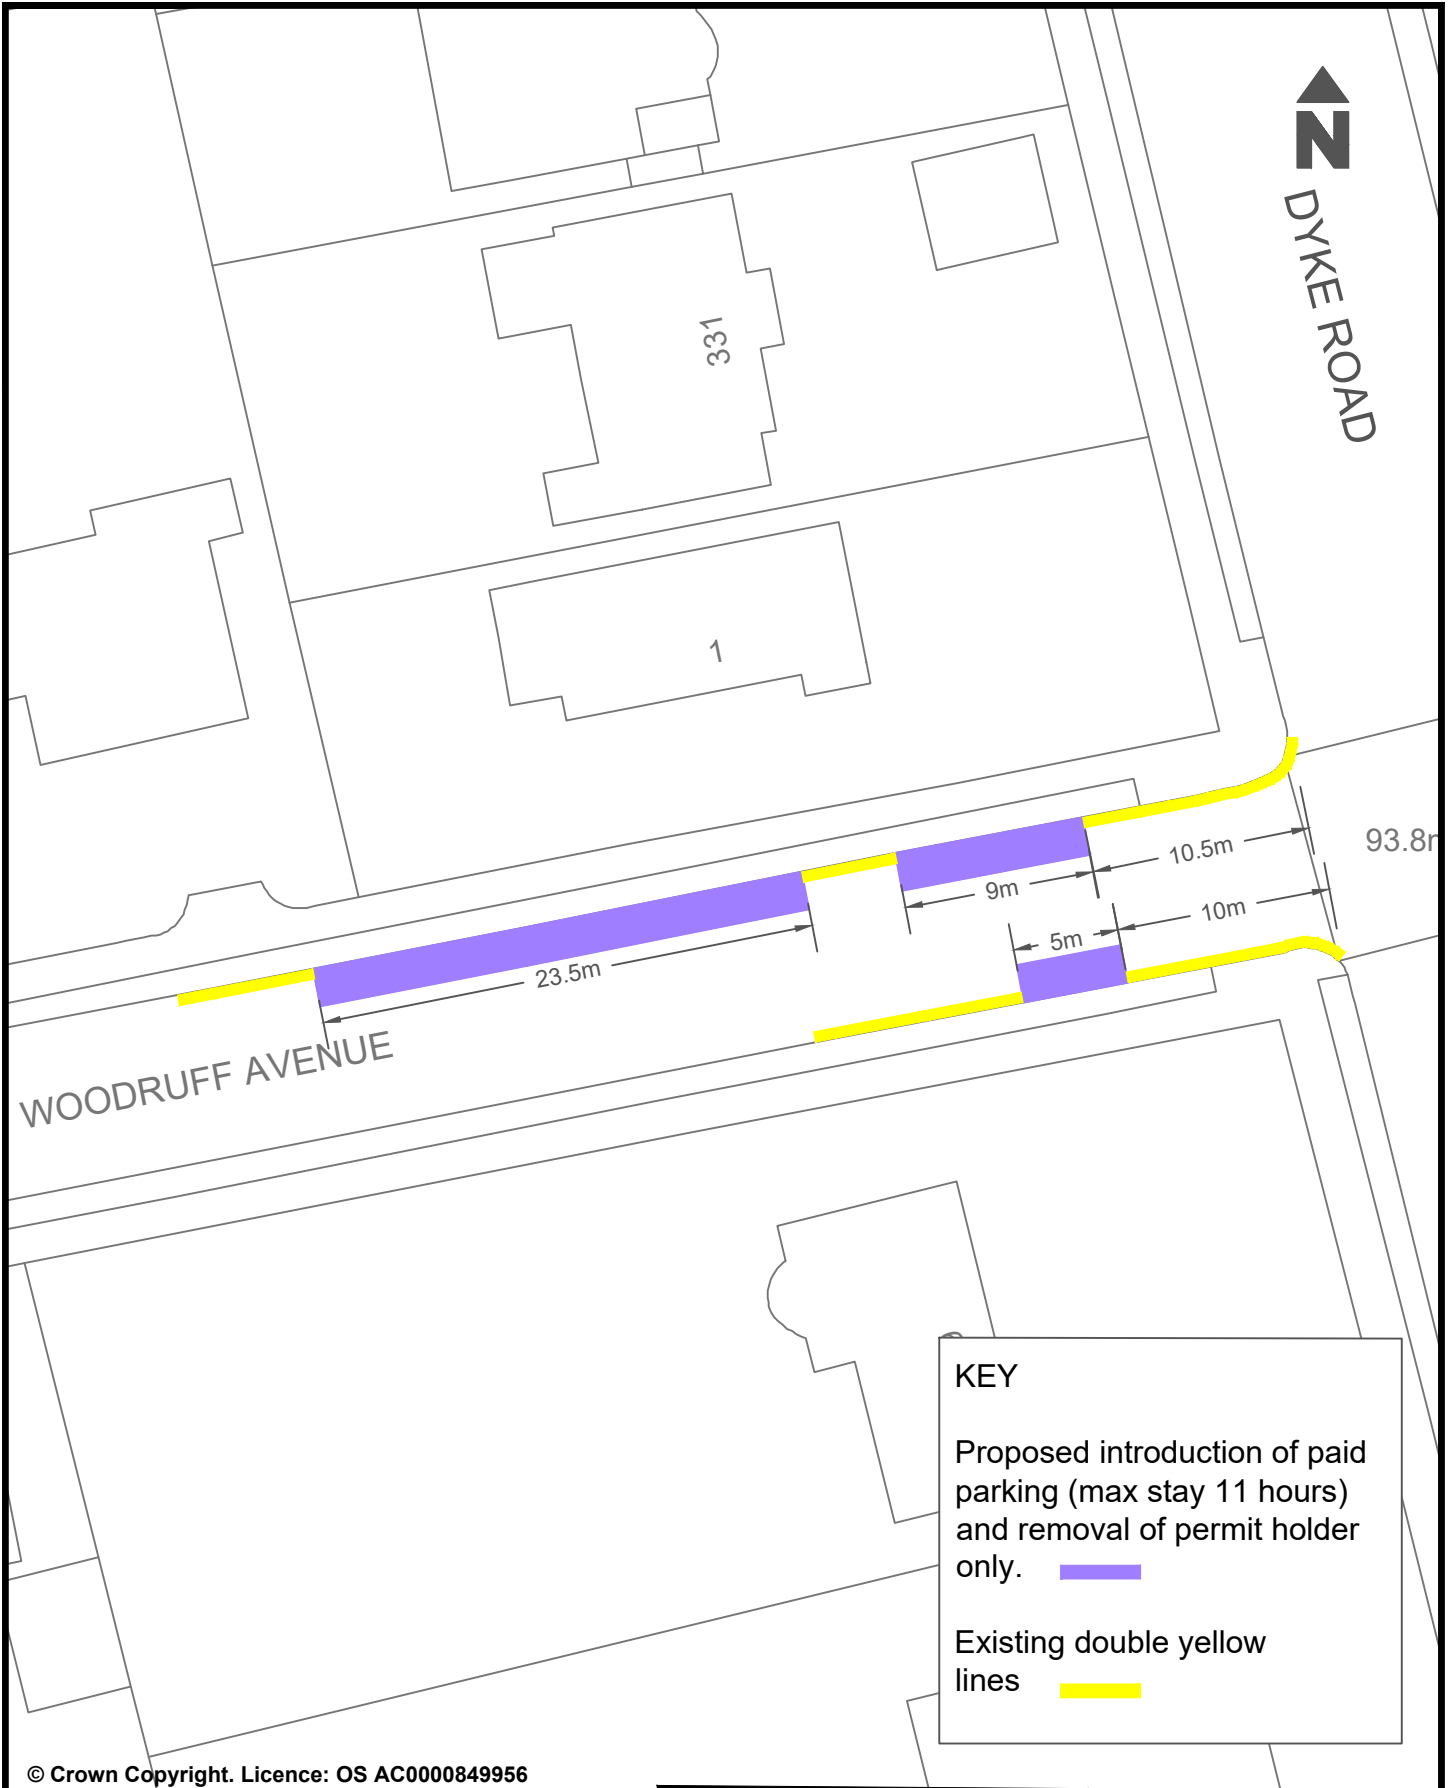 N
DYKE ROAD
331
1
10.5m
93.8m
9m
10m
5m
23.5m
WOODRUFF AVENUE
KEY
Proposed introduction of paid
parking (max stay 11 hours)
and removal of permit holder
only.
Existing double yellow
lines
© Crown Copyright. Licence: OS AC0000849956